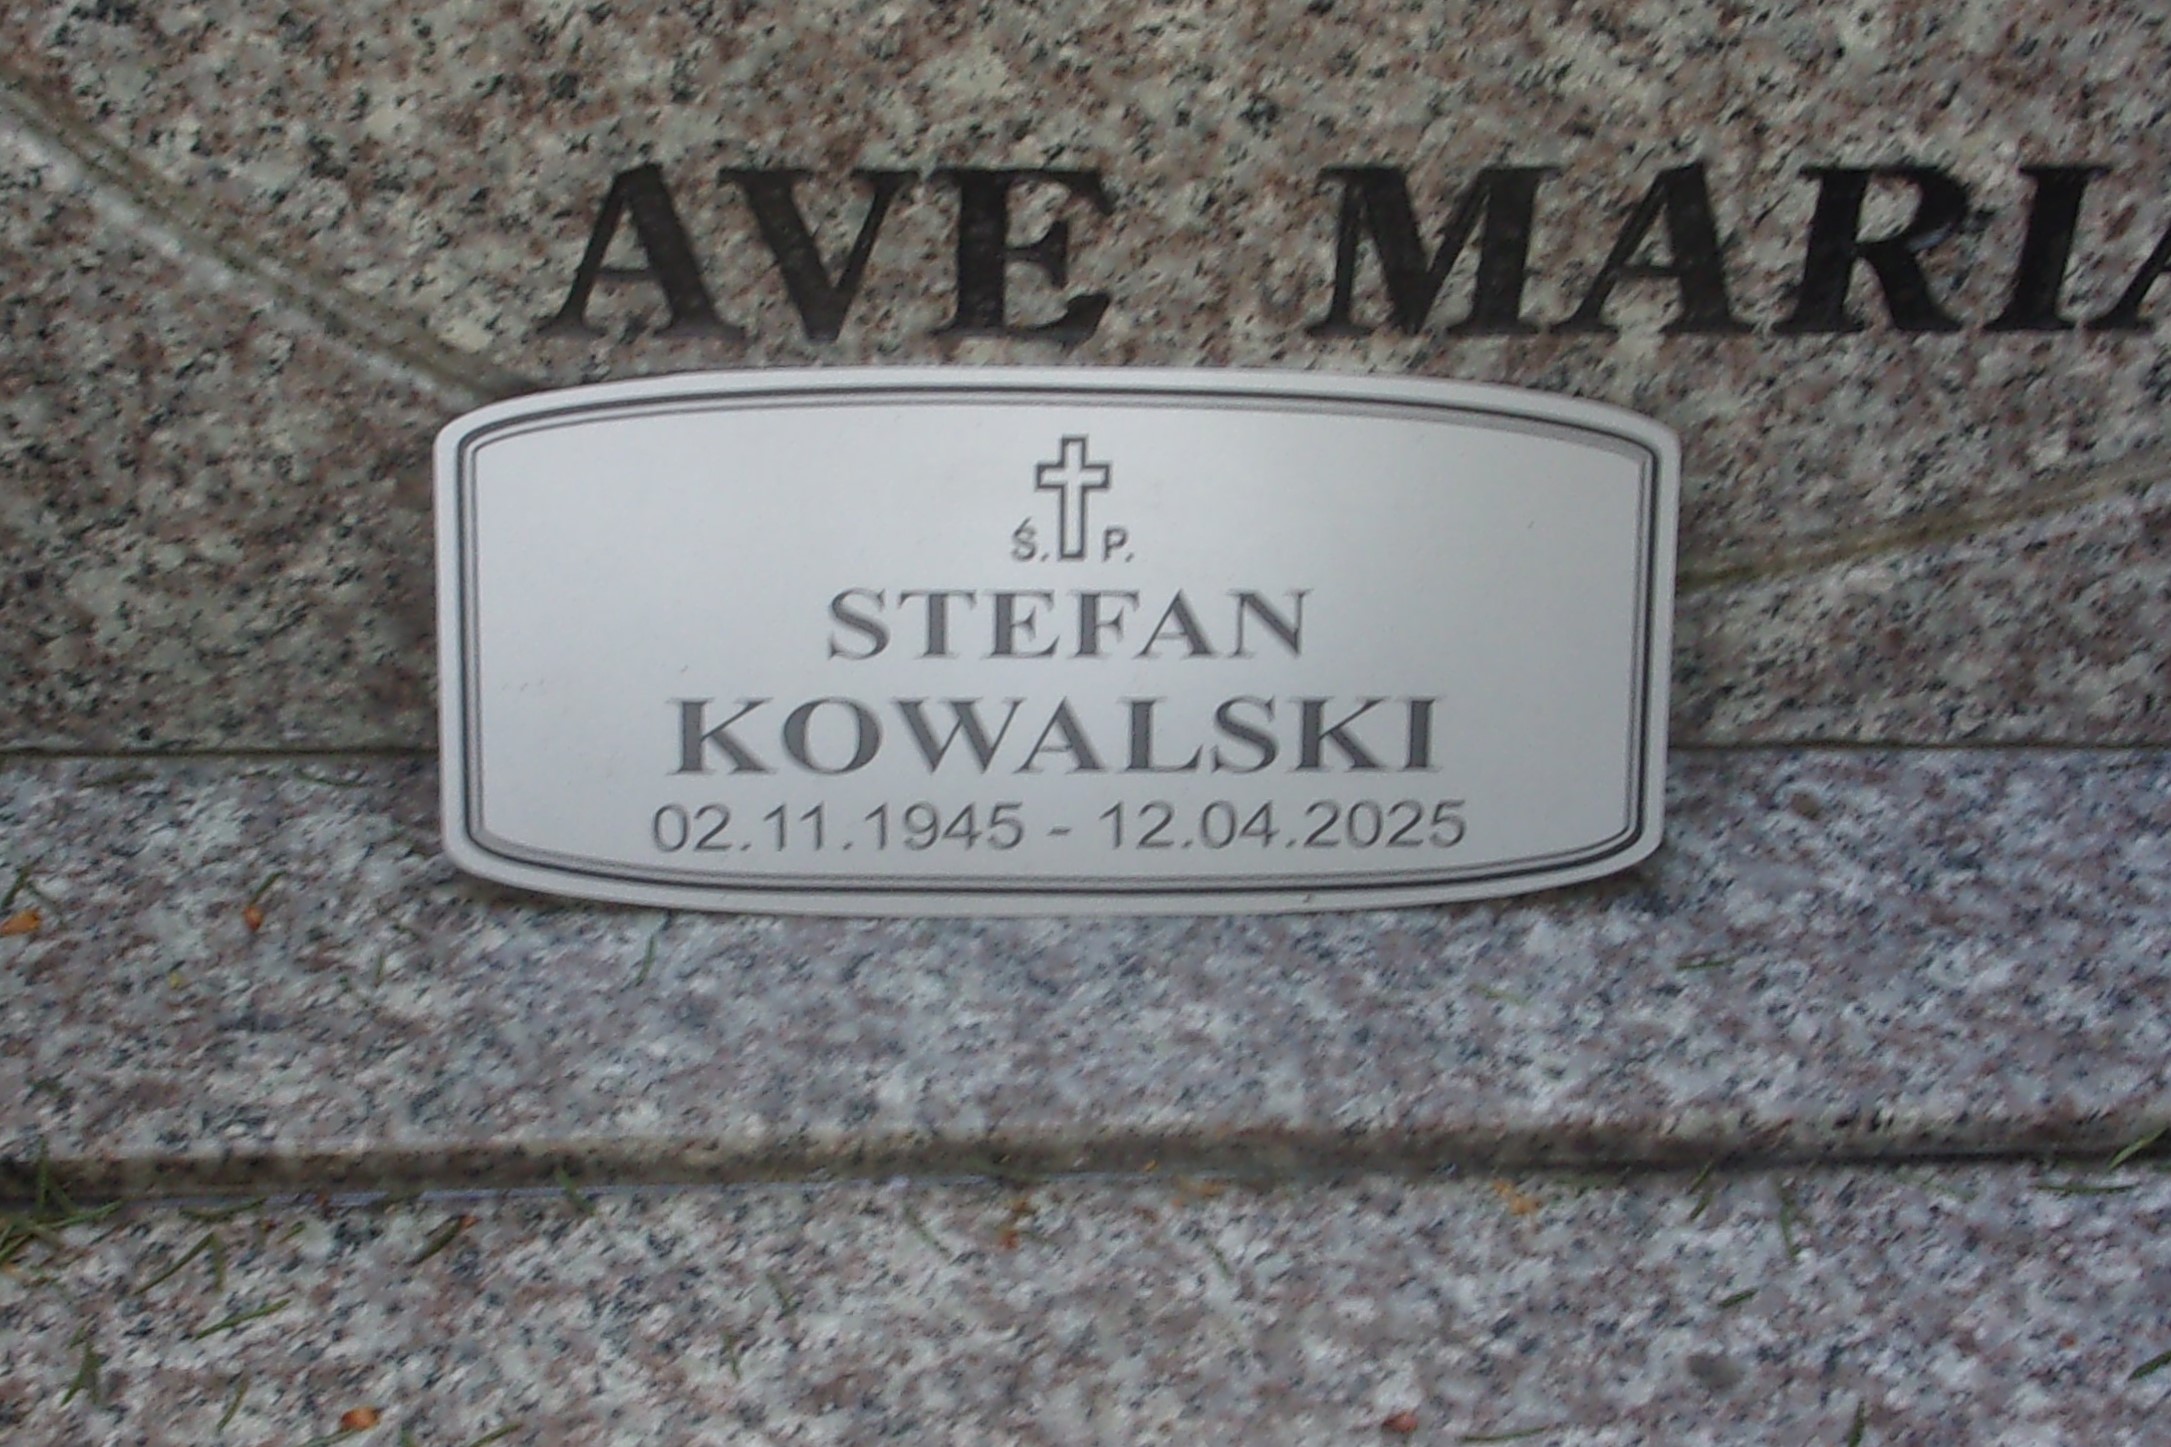 AVE MARIA
Ś. P.
STEFAN
KOWALSKI
02.11.1945 - 12.04.2025